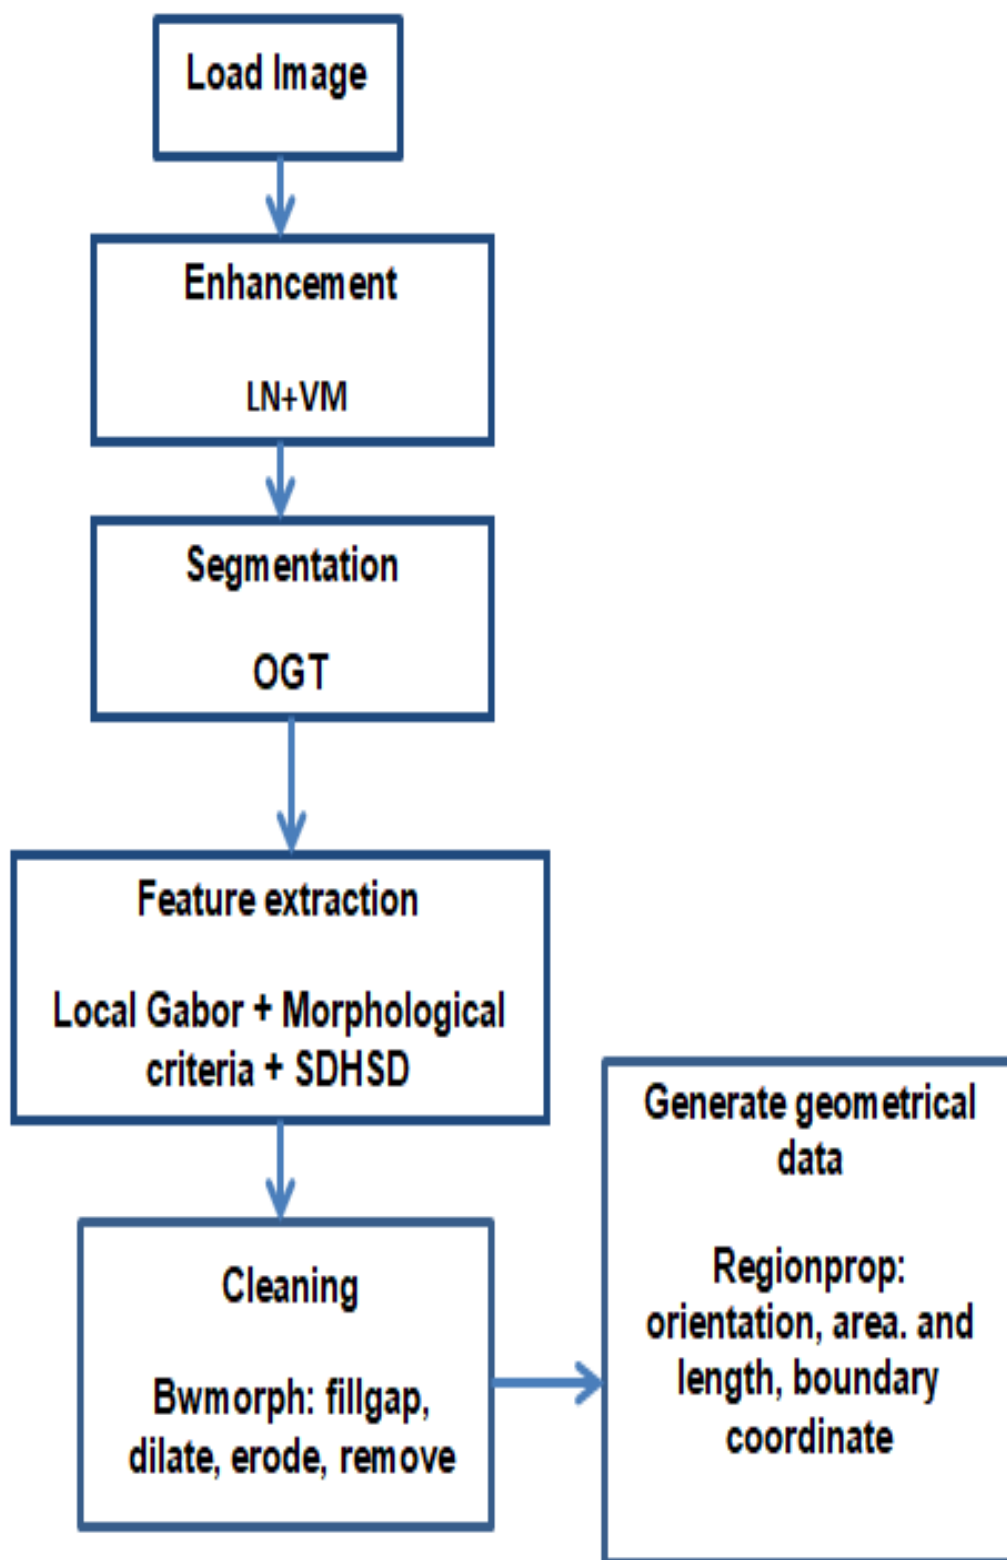 Load Image
Enhancement
LN+VM
Segmentation
OGT
Feature extraction
Local Gabor + Morphological
criteria + SDHSD
Cleaning
Bwmorph: fillgap,
dilate, erode, remove
Generate geometrical
data
Regionprop:
orientation, area. and
length, boundary
coordinate